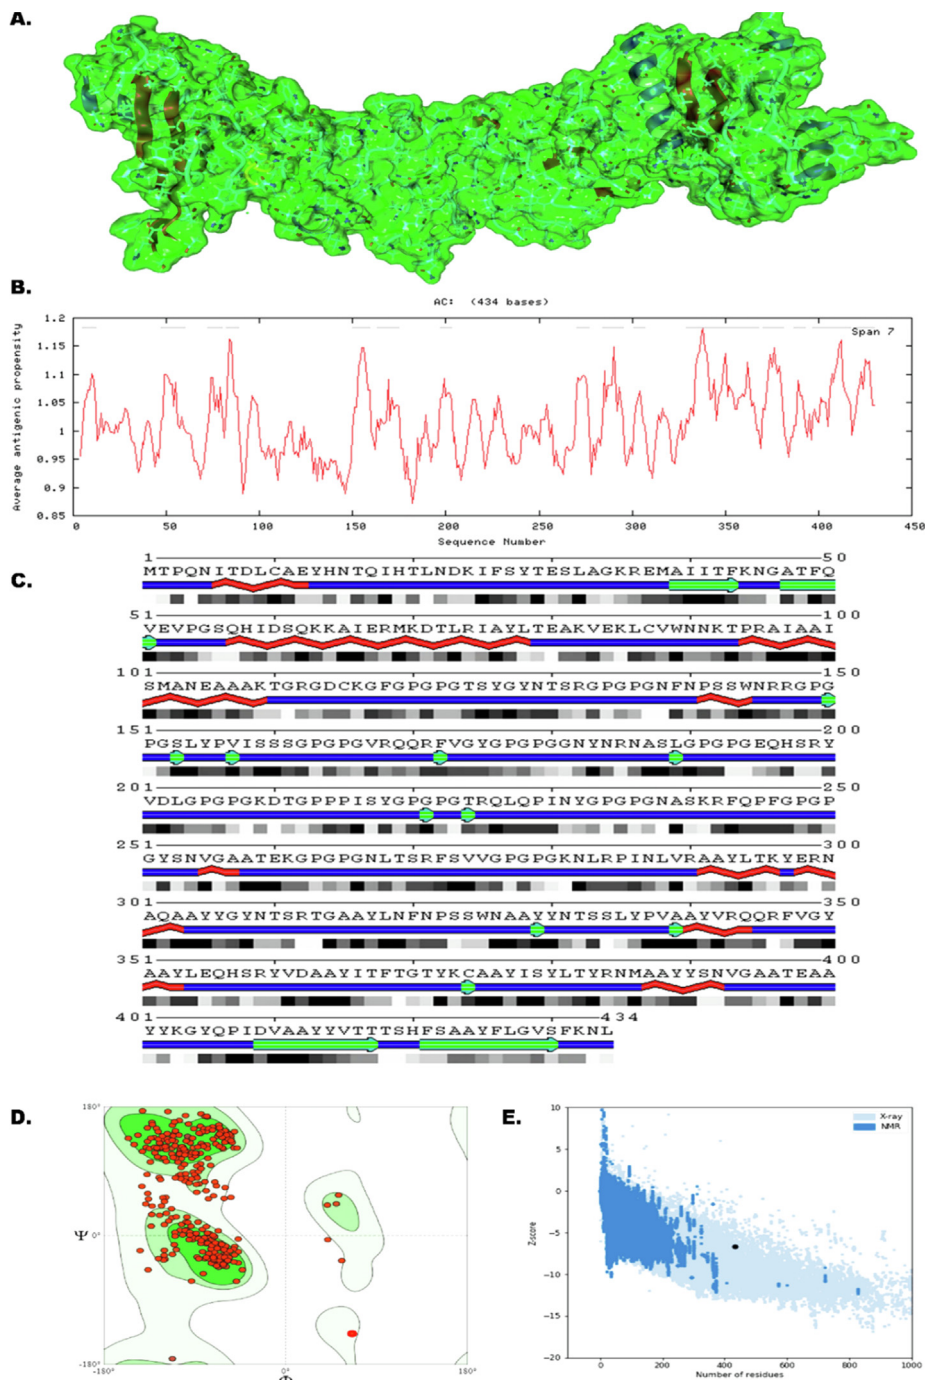 A.
B.
AC: (434 bases)
Span 7
Average antigenic propensity
1.2
1.15
1.1
1.05
1
0.95
0.9
0.85
0 50 100 150 200 250 300 350 400 450
Sequence Number
C.
1 50
MTPQNITDLCAEYHNTQIHTLNDKIFSYTESLAGKREMAIITFKNGATFQ
51 100
VEVPGSQHIDSQKKAIERMKDTLRIAYLTEAKVEKLCVWNNKTPRAIAAI
101 150
SMANEAAAKTGRGDCKGFGPGPGTSYGYNTSRGPGPGNFNPSSWNRRGPG
151 200
PGSLYPVISSSGPGPGVRQQRFVGYGPGPGGNYNRNASLGPGPGEQHSRY
201 250
VDLGPGPGKDTGPPPISYGPGPGTRQLQPINYGPGPGNASKRFQPFGPGP
251 300
GYSNVGAATEKGPGPGNLTSRFSVVGPGPGKNLRPINLVRAAYLTKYERN
301 350
AQAAYYGYNTSRTGAAYLNFNPSSWNAAYYNTSSLYPVAAYVRQQRFVGY
351 400
AAYLEQHSRYVDAAYITFTGTYKCAAYISYLTYRNMAAYYSNVGAATEAA
401 434
YYKGYQPIDVAAYYVTTTSHFSAAYFLGVSFKNL
D.
180°
Ψ 0°
-180°
-180° 0° 180°
E.
X-ray
NMR
Z-score
10
5
0
−5
−10
−15
−20
0 200 400 600 800 1000
Number of residues